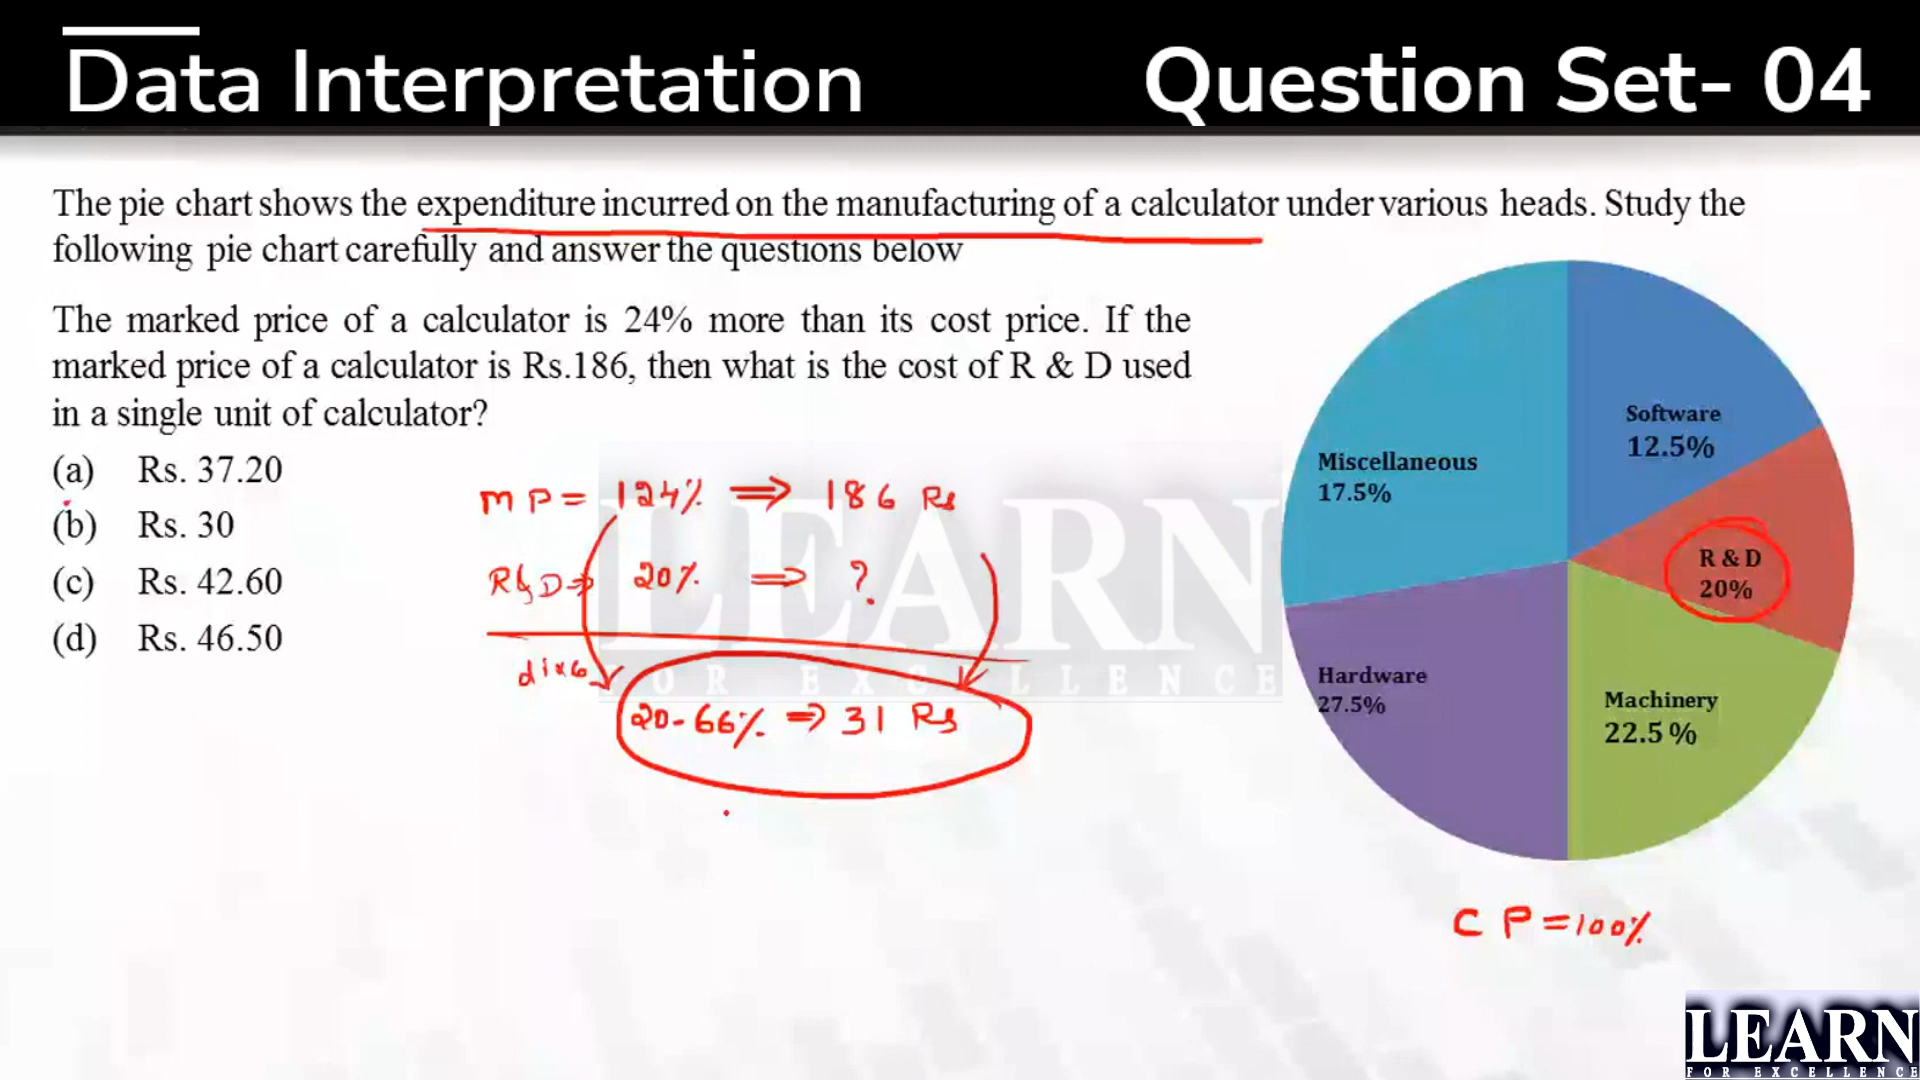 Data Interpretation
Question Set- 04
The pie chart shows the expenditure incurred on the manufacturing of a calculator under various heads. Study the
following pie chart carefully and answer the questions below
The marked price of a calculator is 24% more than its cost price. If the
marked price of a calculator is Rs.186, then what is the cost of R & D used
in a single unit of calculator?
(a) Rs. 37.20
(b) Rs. 30
(c) Rs. 42.60
(d) Rs. 46.50
MP = 124% ⇒ 186 Rs
R&D ⇒ 20% ⇒ ?
20-66% ⇒ 31 Rs
Software
12.5%
R & D
20%
Machinery
22.5%
Hardware
27.5%
Miscellaneous
17.5%
CP = 100%
LEARN
FOR EXCELLENCE
LEARN
FOR EXCELLENCE